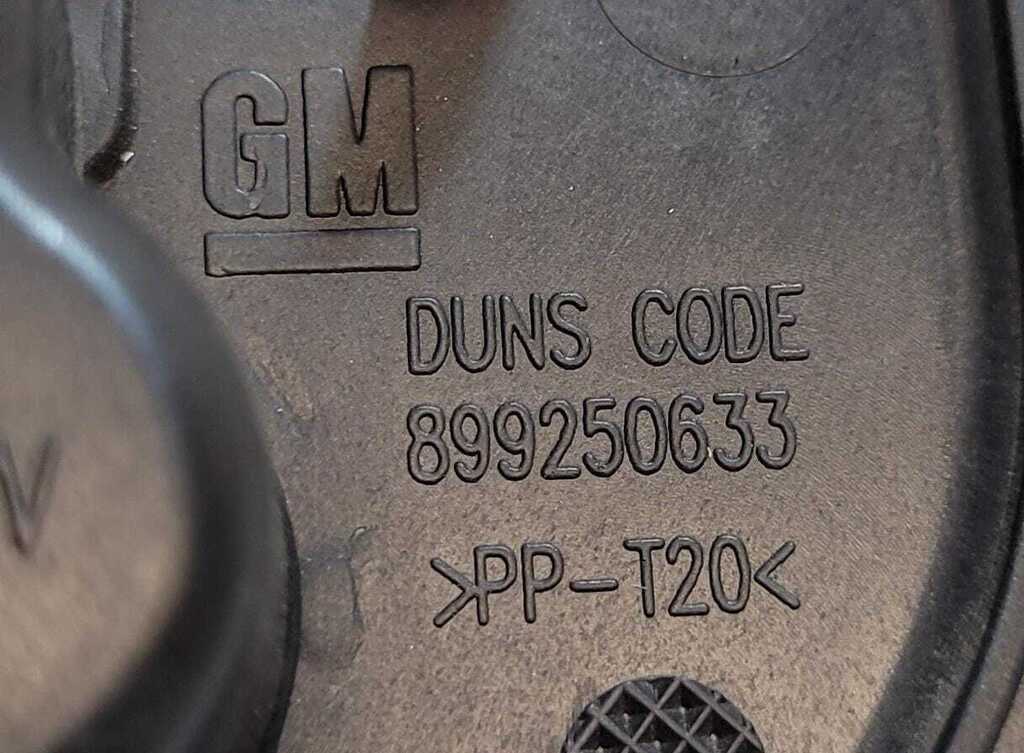 GM
DUNS CODE
899250633
>PP-T20<
V